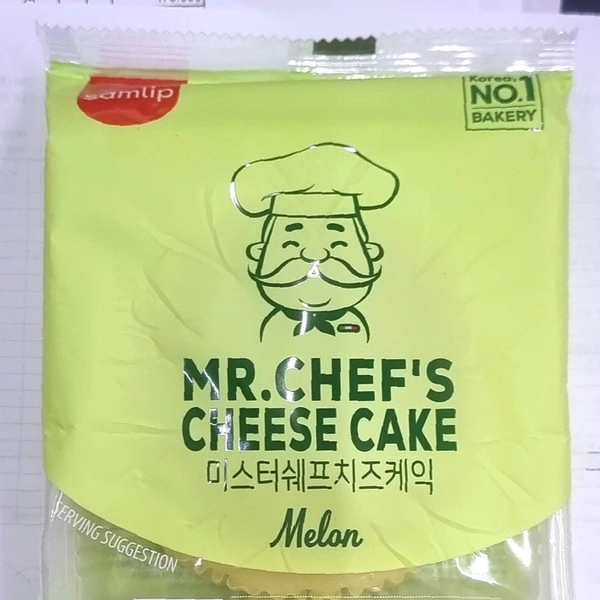 samlip
Korea's
NO.1
BAKERY
MR.CHEF'S
CHEESE CAKE
미스터쉐프치즈케익
Melon
SERVING SUGGESTION